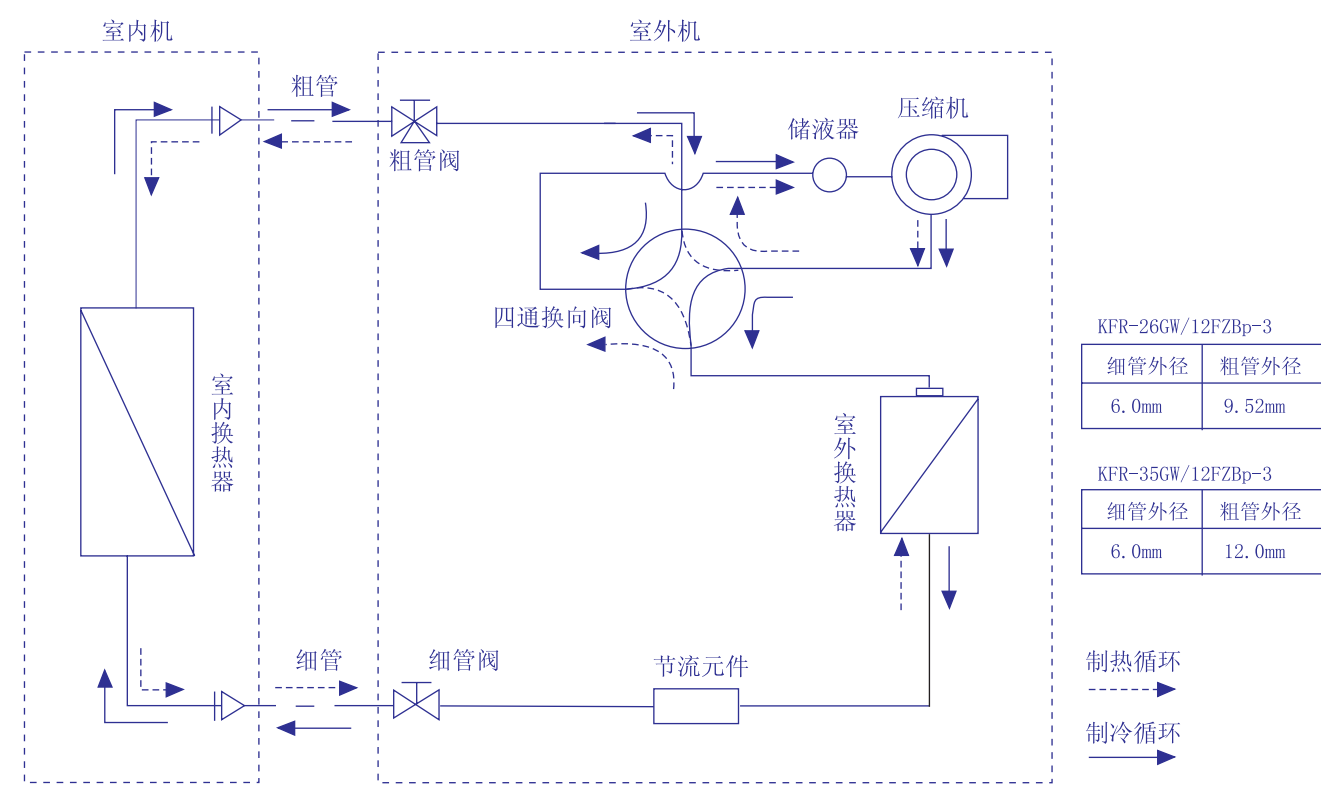 室内机
室外机
粗管
粗管阀
储液器
压缩机
四通换向阀
室内换热器
室外换热器
细管
细管阀
节流元件
KFR-26GW/12FZBp-3
细管外径 粗管外径
6.0mm 9.52mm
KFR-35GW/12FZBp-3
细管外径 粗管外径
6.0mm 12.0mm
制热循环
制冷循环